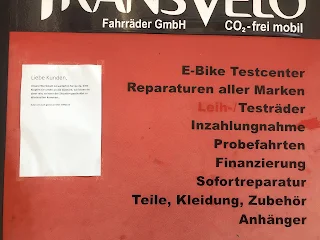 TRANSVELO
Fahrräder GmbH
CO₂-frei mobil
Liebe Kunden,
E-Bike Testcenter
Reparaturen aller Marken
Leih-/Testräder
Inzahlungnahme
Probefahrten
Finanzierung
Sofortreparatur
Teile, Kleidung, Zubehör
Anhänger